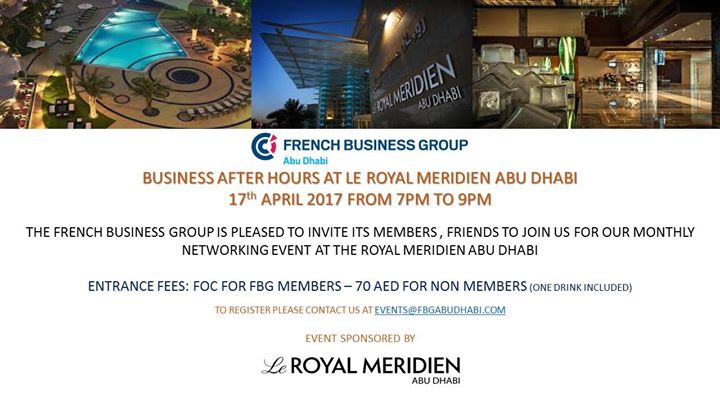 Le ROYAL MERIDIEN
ABU DHABI
FRENCH BUSINESS GROUP
Abu Dhabi
BUSINESS AFTER HOURS AT LE ROYAL MERIDIEN ABU DHABI
17th APRIL 2017 FROM 7PM TO 9PM
THE FRENCH BUSINESS GROUP IS PLEASED TO INVITE ITS MEMBERS , FRIENDS TO JOIN US FOR OUR MONTHLY
NETWORKING EVENT AT THE ROYAL MERIDIEN ABU DHABI
ENTRANCE FEES: FOC FOR FBG MEMBERS – 70 AED FOR NON MEMBERS (ONE DRINK INCLUDED)
TO REGISTER PLEASE CONTACT US AT EVENTS@FBGABUDHABI.COM
EVENT SPONSORED BY
Le ROYAL MERIDIEN
ABU DHABI